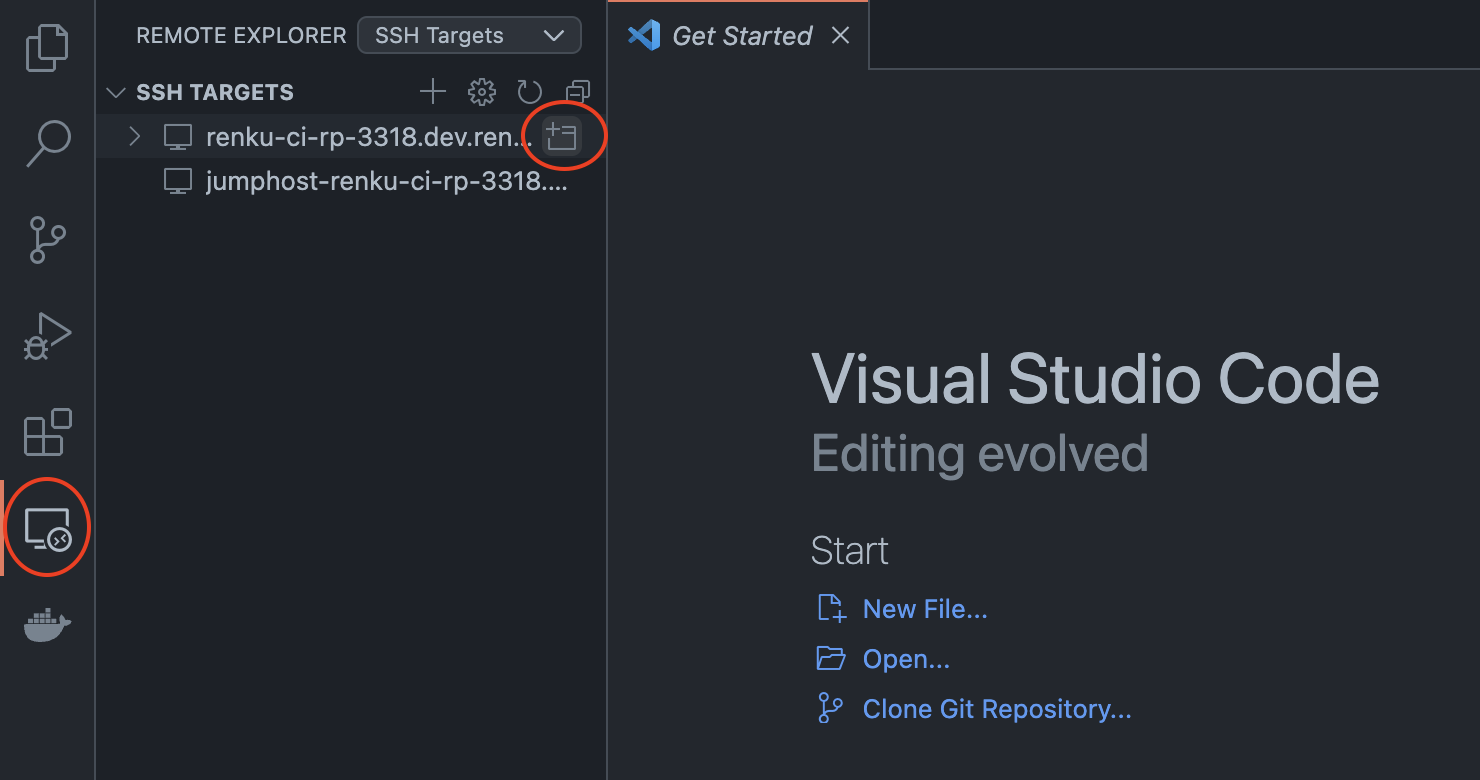 REMOTE EXPLORER SSH Targets
SSH TARGETS
renku-ci-rp-3318.dev.ren...
jumphost-renku-ci-rp-3318....
Get Started
Visual Studio Code
Editing evolved
Start
New File...
Open...
Clone Git Repository...